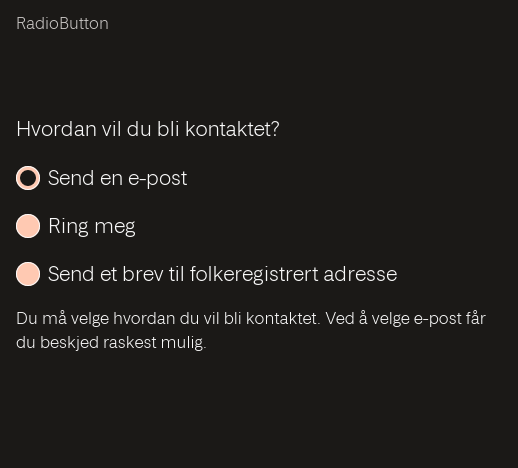 RadioButton
Hvordan vil du bli kontaktet?
Send en e-post
Ring meg
Send et brev til folkeregistrert adresse
Du må velge hvordan du vil bli kontaktet. Ved å velge e-post får
du beskjed raskest mulig.